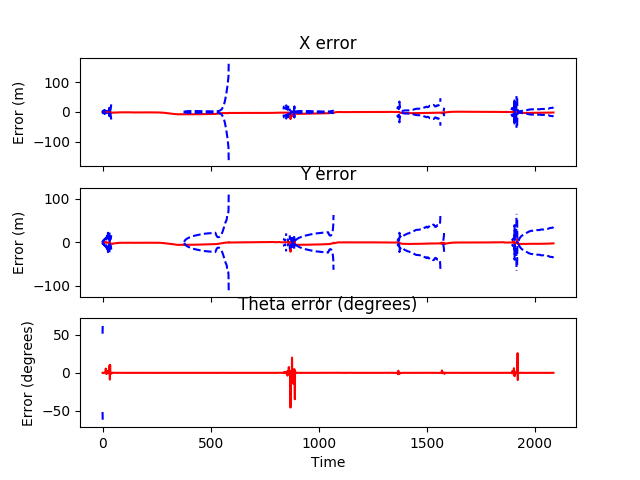 X error
Error (m)
100
0
−100
Y error
Error (m)
100
0
−100
Theta error (degrees)
Error (degrees)
50
0
−50
0 500 1000 1500 2000
Time